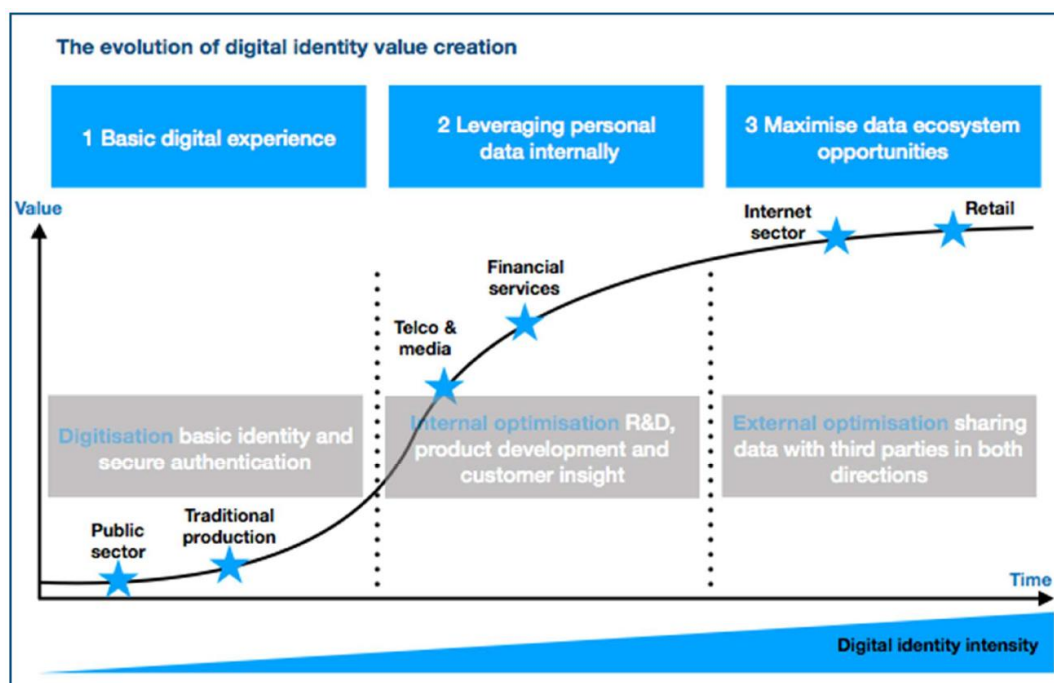 The evolution of digital identity value creation
1 Basic digital experience
2 Leveraging personal
data internally
3 Maximise data ecosystem
opportunities
Value
Internet
sector
Retail
Financial
services
Telco &
media
Digitisation basic identity and
secure authentication
Internal optimisation R&D,
product development and
customer insight
External optimisation sharing
data with third parties in both
directions
Public
sector
Traditional
production
Time
Digital identity intensity